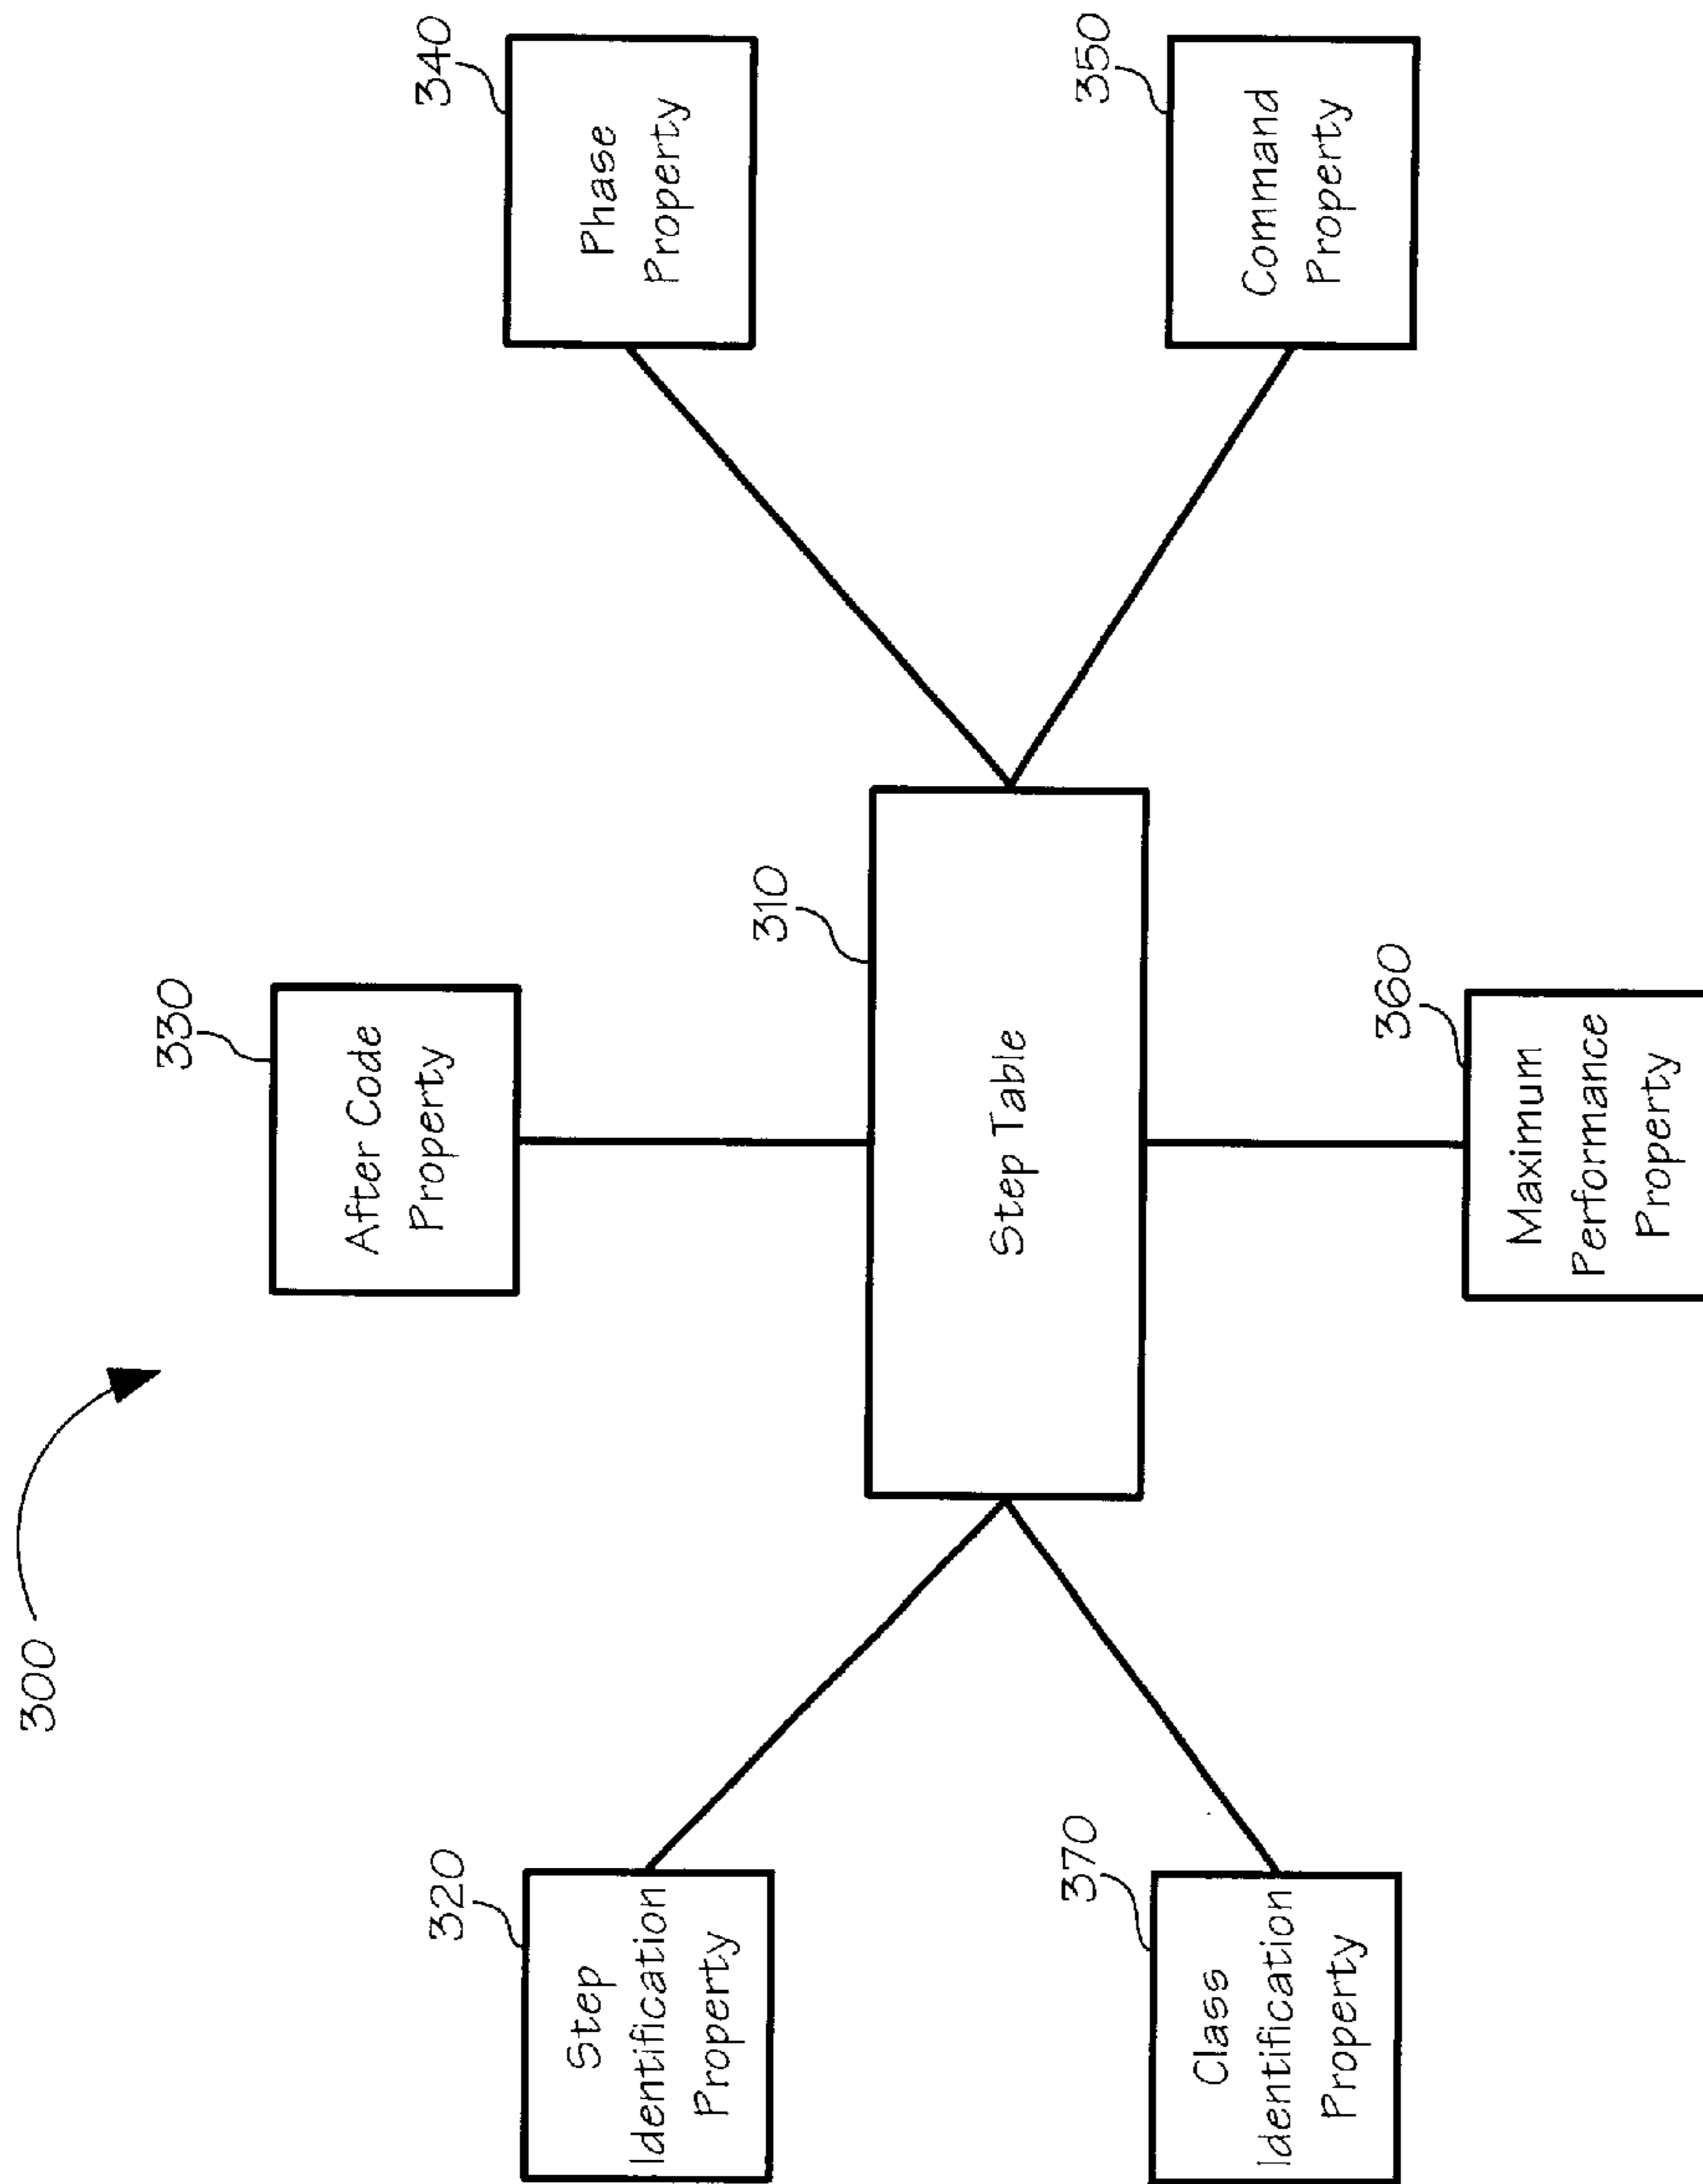 300
330
After Code
Property
320
Step
Identification
Property
340
Phase
Property
310
Step Table
370
Class
Identification
Property
360
Maximum
Performance
Property
350
Command
Property